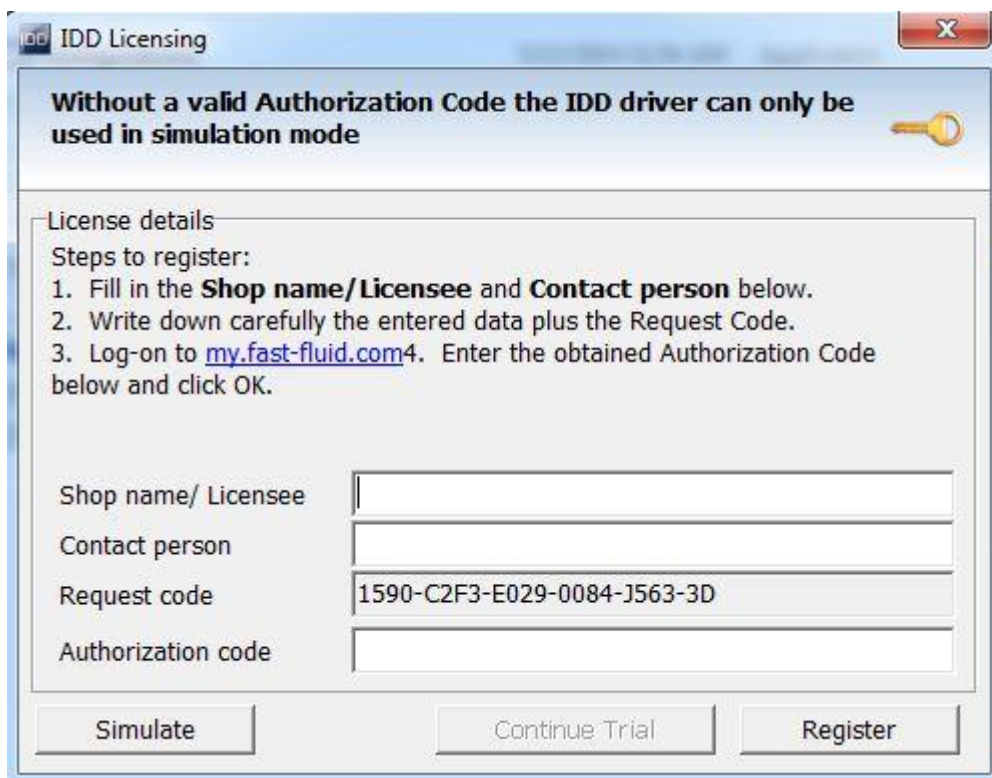 IDD IDD Licensing
Without a valid Authorization Code the IDD driver can only be
used in simulation mode
License details
Steps to register:
1. Fill in the Shop name/Licensee and Contact person below.
2. Write down carefully the entered data plus the Request Code.
3. Log-on to my.fast-fluid.com4. Enter the obtained Authorization Code
below and click OK.
Shop name/ Licensee
Contact person
Request code 1590-C2F3-E029-0084-J563-3D
Authorization code
Simulate Continue Trial Register